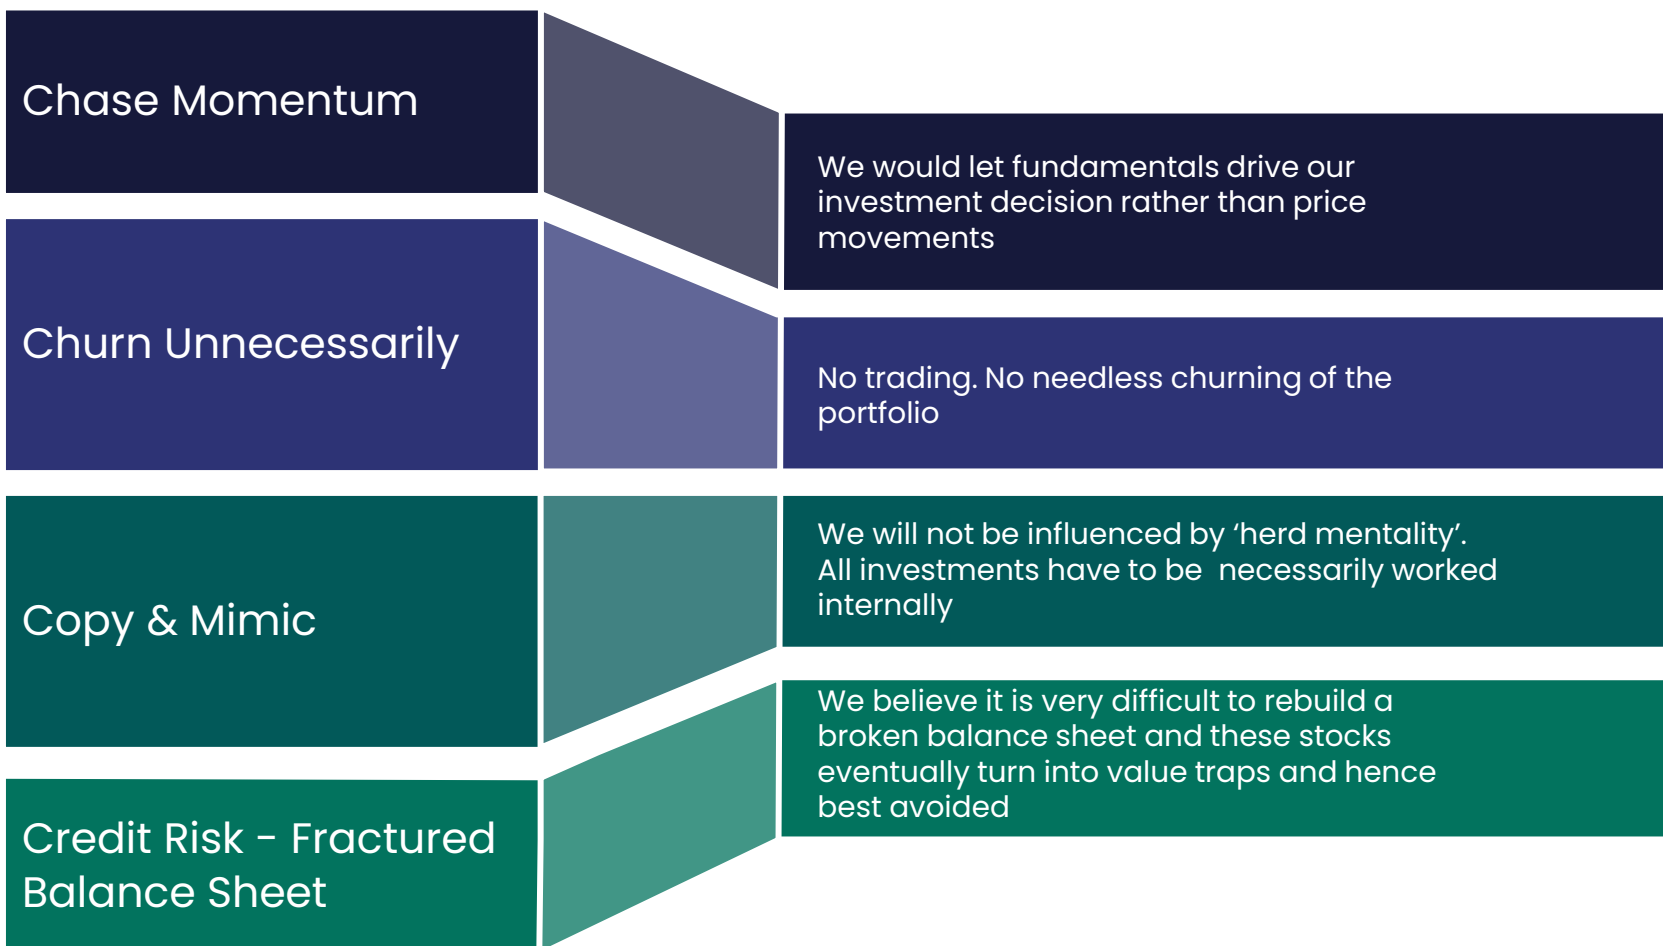 Chase Momentum
We would let fundamentals drive our
investment decision rather than price
movements
Churn Unnecessarily
No trading. No needless churning of the
portfolio
Copy & Mimic
We will not be influenced by ‘herd mentality’.
All investments have to be  necessarily worked
internally
Credit Risk - Fractured
Balance Sheet
We believe it is very difficult to rebuild a
broken balance sheet and these stocks
eventually turn into value traps and hence
best avoided